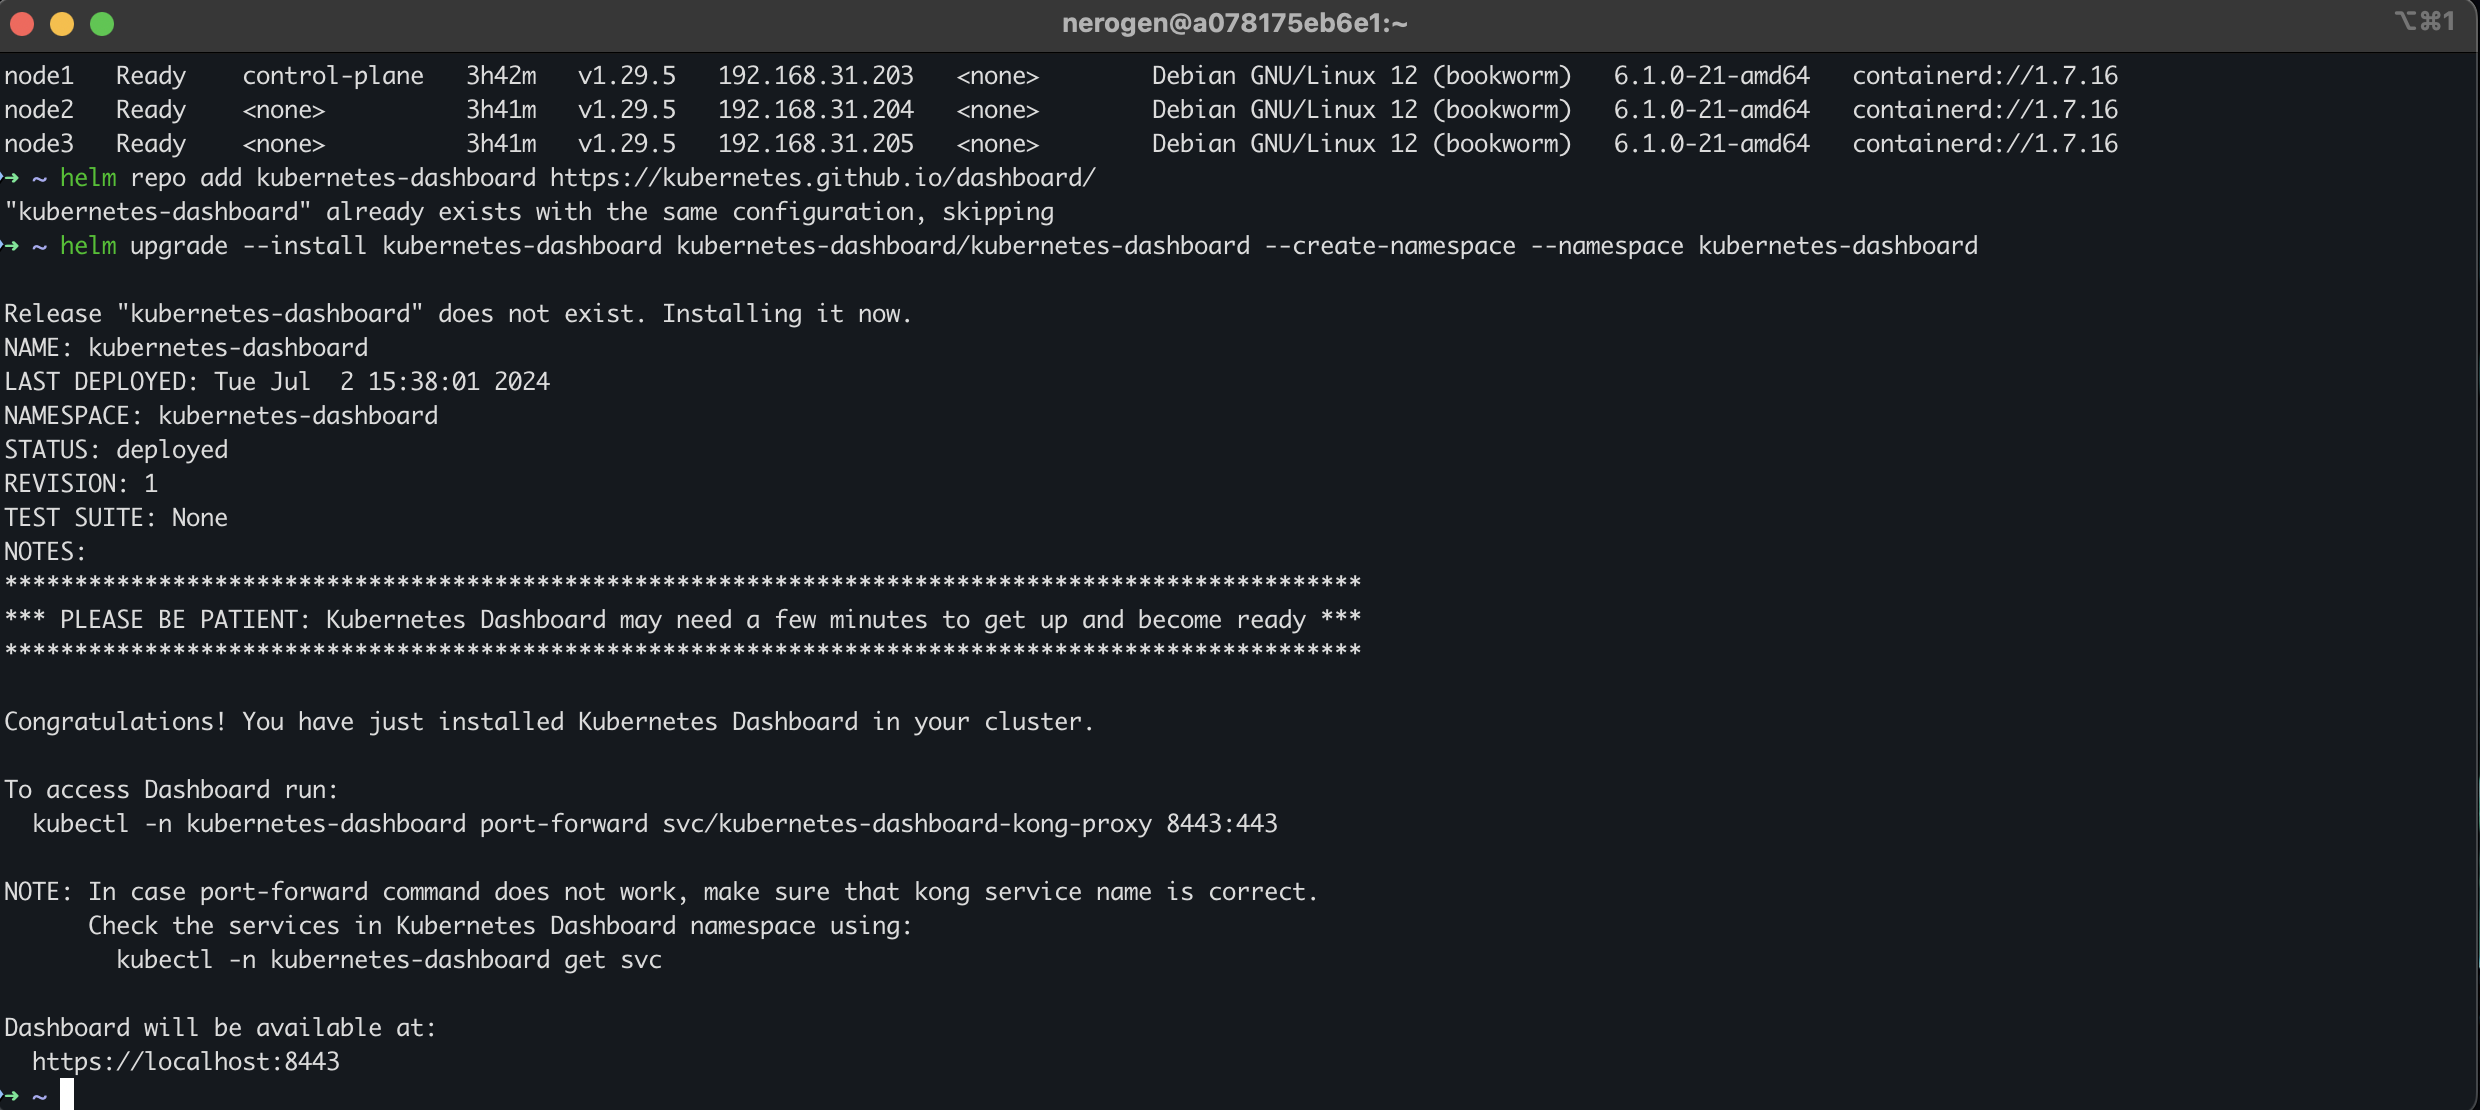 nerogen@a078175eb6e1:~
⌥⌘1
node1   Ready    control-plane   3h42m   v1.29.5   192.168.31.203   <none>        Debian GNU/Linux 12 (bookworm)   6.1.0-21-amd64   containerd://1.7.16
node2   Ready    <none>          3h41m   v1.29.5   192.168.31.204   <none>        Debian GNU/Linux 12 (bookworm)   6.1.0-21-amd64   containerd://1.7.16
node3   Ready    <none>          3h41m   v1.29.5   192.168.31.205   <none>        Debian GNU/Linux 12 (bookworm)   6.1.0-21-amd64   containerd://1.7.16
➜ ~ helm repo add kubernetes-dashboard https://kubernetes.github.io/dashboard/
"kubernetes-dashboard" already exists with the same configuration, skipping
➜ ~ helm upgrade --install kubernetes-dashboard kubernetes-dashboard/kubernetes-dashboard --create-namespace --namespace kubernetes-dashboard
Release "kubernetes-dashboard" does not exist. Installing it now.
NAME: kubernetes-dashboard
LAST DEPLOYED: Tue Jul  2 15:38:01 2024
NAMESPACE: kubernetes-dashboard
STATUS: deployed
REVISION: 1
TEST SUITE: None
NOTES:
*************************************************************************************************
*** PLEASE BE PATIENT: Kubernetes Dashboard may need a few minutes to get up and become ready ***
*************************************************************************************************
Congratulations! You have just installed Kubernetes Dashboard in your cluster.
To access Dashboard run:
  kubectl -n kubernetes-dashboard port-forward svc/kubernetes-dashboard-kong-proxy 8443:443
NOTE: In case port-forward command does not work, make sure that kong service name is correct.
      Check the services in Kubernetes Dashboard namespace using:
        kubectl -n kubernetes-dashboard get svc
Dashboard will be available at:
  https://localhost:8443
➜ ~